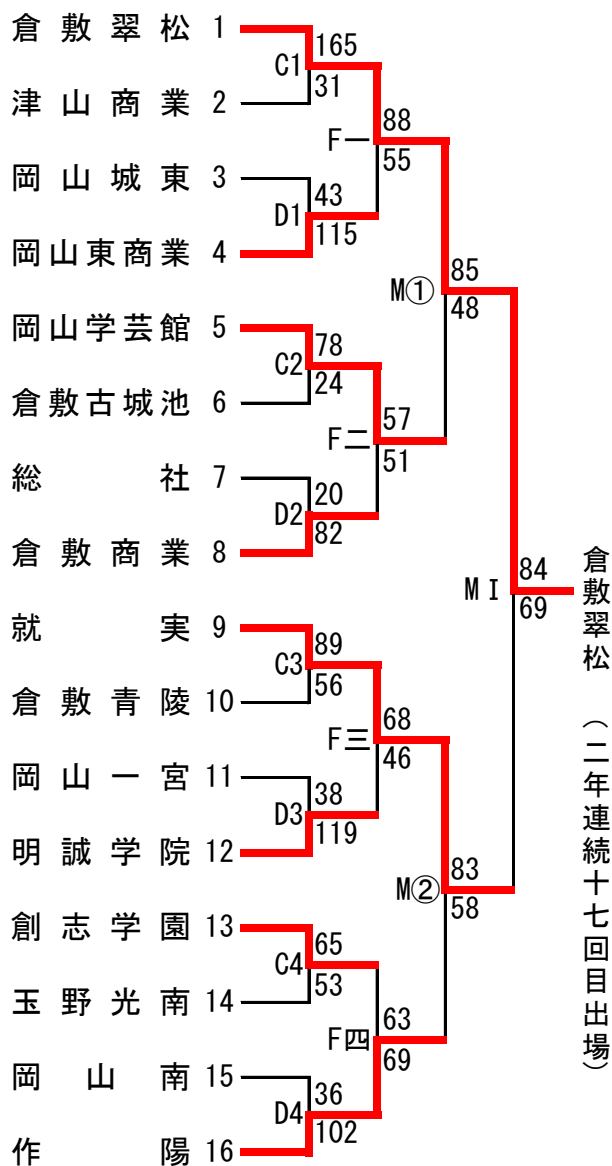 倉敷翠松 1
165
C1
31
津山商業 2
88
F一
55
岡山城東 3
43
D1
115
岡山東商業 4
85
M①
48
岡山学芸館 5
78
C2
24
倉敷古城池 6
57
F二
51
総社 7
20
D2
82
倉敷商業 8
84
MⅠ
69
倉敷翠松 (二年連続十七回目出場)
就実 9
89
C3
56
倉敷青陵 10
68
F三
46
岡山一宮 11
38
D3
119
明誠学院 12
83
M②
58
創志学園 13
65
C4
53
玉野光南 14
63
F四
69
岡山南 15
36
D4
102
作陽 16